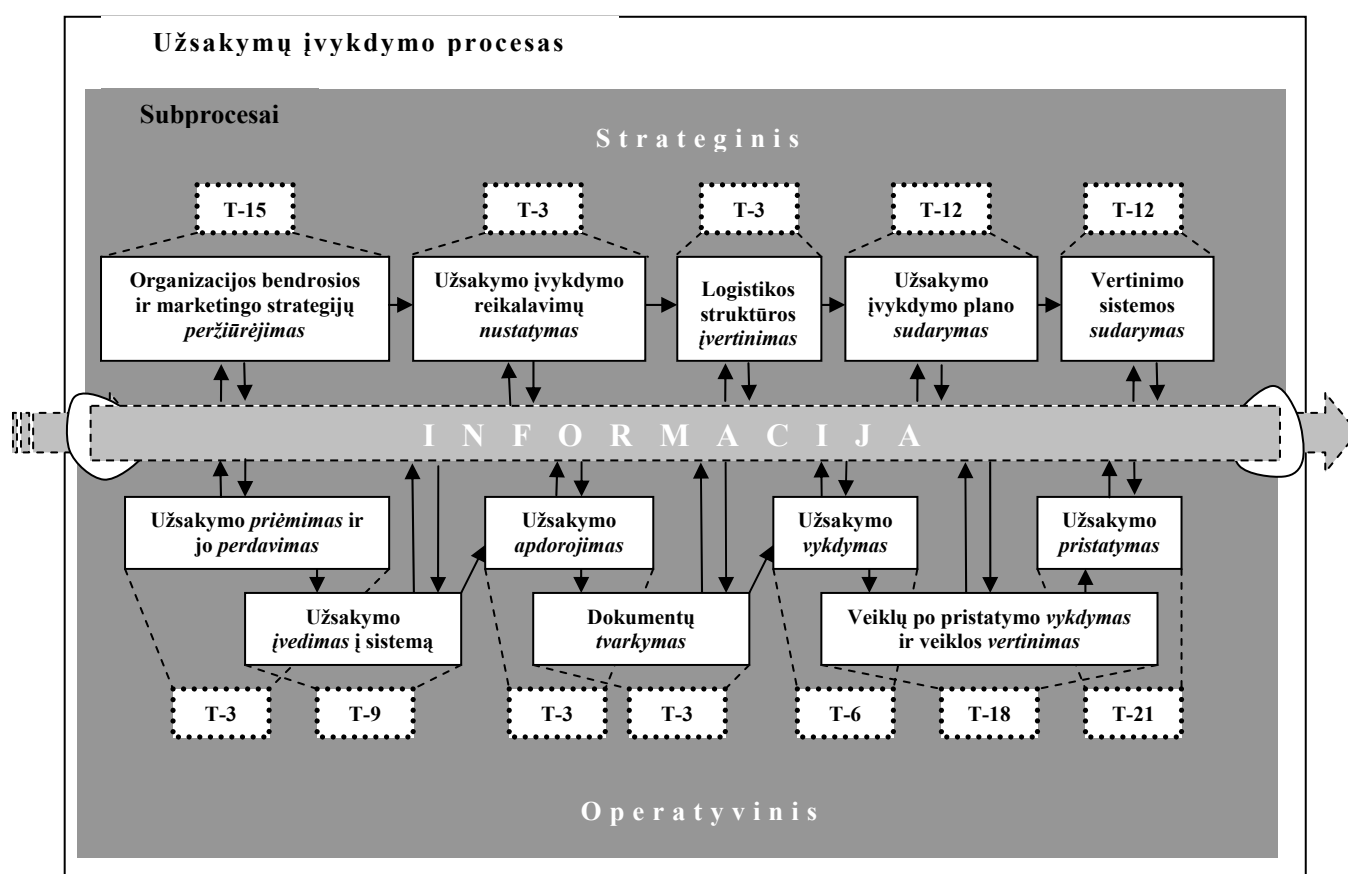 Užsakymų įvykdymo procesas
Subprocesai
Strateginis
T-15
T-3
T-3
T-12
T-12
Organizacijos bendrosios
ir marketingo strategijų
peržiūrėjimas
Užsakymo įvykdymo
reikalavimų
nustatymas
Logistikos
struktūros
įvertinimas
Užsakymo
įvykdymo plano
sudarymas
Vertinimo
sistemos
sudarymas
INFORMACIJA
Užsakymo priėmimas ir
jo perdavimas
Užsakymo
apdorojimas
Užsakymo
vykdymas
Užsakymo
pristatymas
Užsakymo
įvedimas į sistemą
Dokumentų
tvarkymas
Veiklų po pristatymo vykdymas
ir veiklos vertinimas
T-3
T-9
T-3
T-3
T-6
T-18
T-21
Operatyvinis